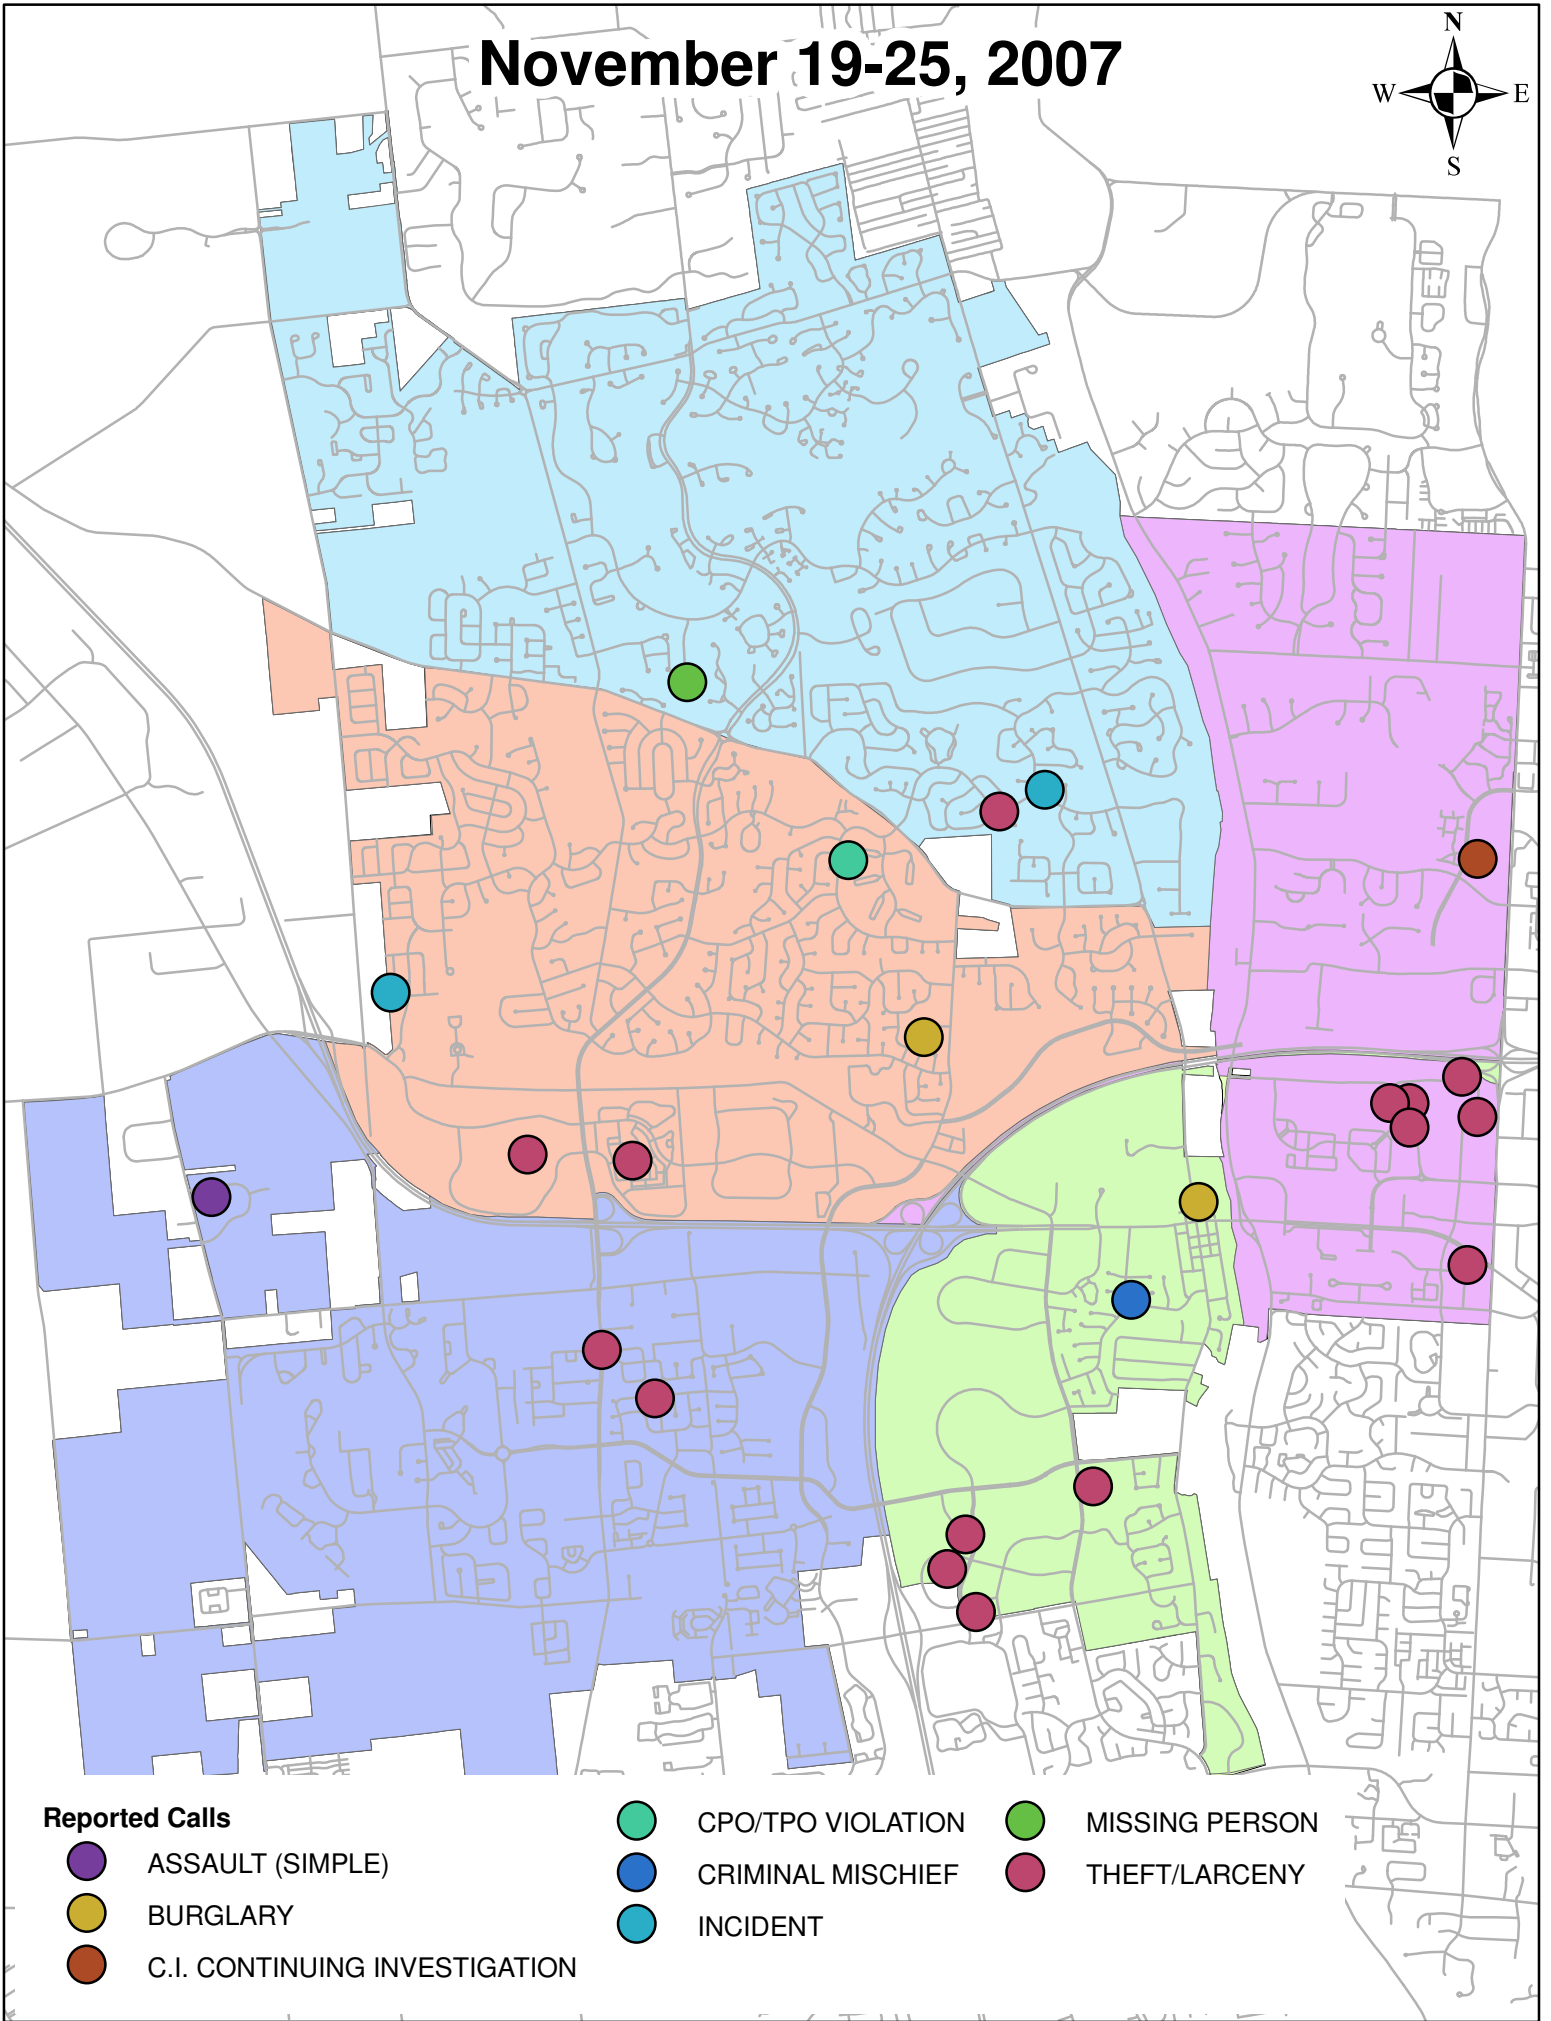 November 19-25, 2007
N
W E
S
Reported Calls
ASSAULT (SIMPLE)
BURGLARY
C.I. CONTINUING INVESTIGATION
CPO/TPO VIOLATION
CRIMINAL MISCHIEF
INCIDENT
MISSING PERSON
THEFT/LARCENY